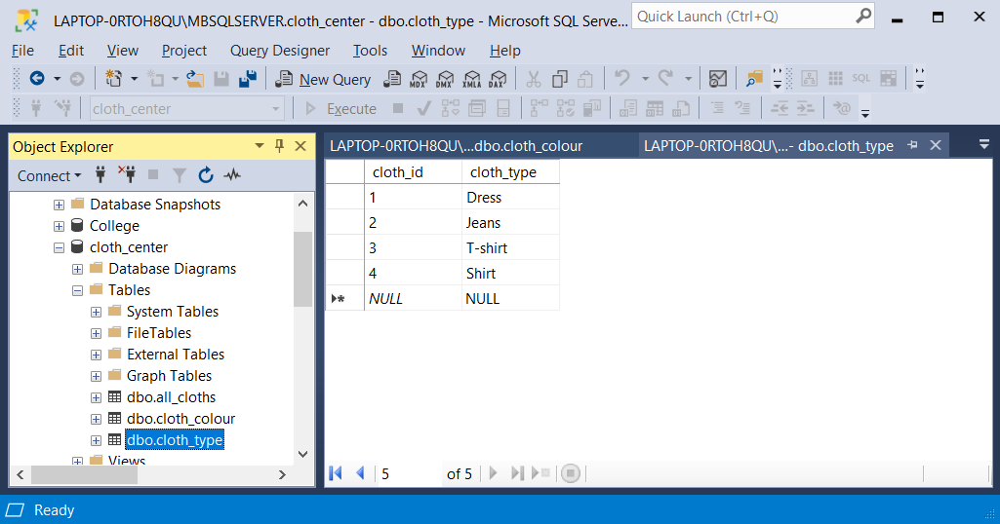 LAPTOP-0RTOH8QU\MBSQLSERVER.cloth_center - dbo.cloth_type - Microsoft SQL Serve...
Quick Launch (Ctrl+Q)
File Edit View Project Query Designer Tools Window Help
New Query MDX DMX XMLA DAX SQL
cloth_center Execute
Object Explorer
Connect
Database Snapshots
College
cloth_center
Database Diagrams
Tables
System Tables
FileTables
External Tables
Graph Tables
dbo.all_cloths
dbo.cloth_colour
dbo.cloth_type
Views
LAPTOP-0RTOH8QU\...dbo.cloth_colour LAPTOP-0RTOH8QU\...- dbo.cloth_type
cloth_id cloth_type
1 Dress
2 Jeans
3 T-shirt
4 Shirt
NULL NULL
5 of 5
Ready